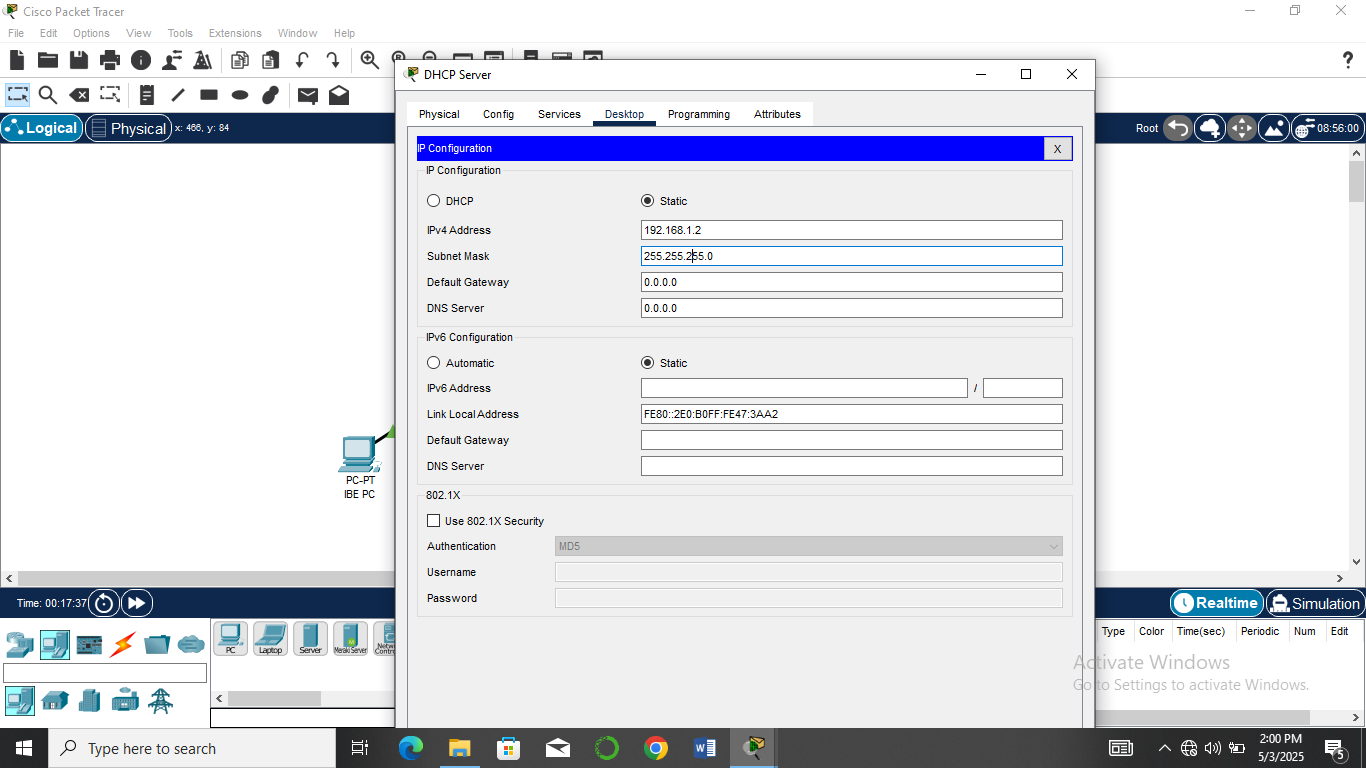 Cisco Packet Tracer
File Edit Options View Tools Extensions Window Help
?
DHCP Server
Physical Config Services Desktop Programming Attributes
Logical Physical x: 466, y: 84
Root 08:56:00
IP Configuration X
IP Configuration
DHCP Static
IPv4 Address 192.168.1.2
Subnet Mask 255.255.255.0
Default Gateway 0.0.0.0
DNS Server 0.0.0.0
IPv6 Configuration
Automatic Static
IPv6 Address /
Link Local Address FE80::2E0:B0FF:FE47:3AA2
Default Gateway
DNS Server
802.1X
Use 802.1X Security
Authentication MD5
Username
Password
PC-PT
IBE PC
Time: 00:17:37
Realtime Simulation
PC Laptop Server Meraki Server
Type Color Time(sec) Periodic Num Edit
Activate Windows
Go to Settings to activate Windows.
Type here to search
2:00 PM
5/3/2025
5